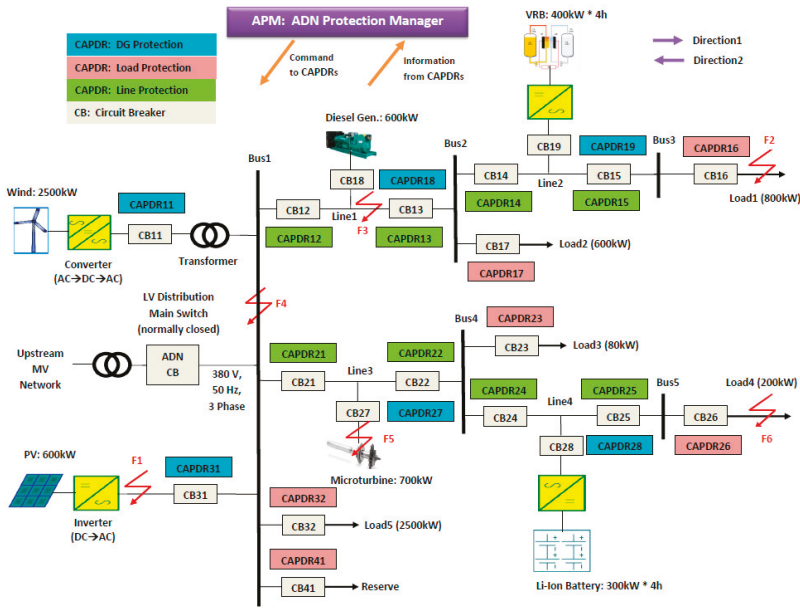 APM: ADN Protection Manager
CAPDR: DG Protection
CAPDR: Load Protection
CAPDR: Line Protection
CB: Circuit Breaker
Command
to CAPDRs
Information
from CAPDRs
VRB: 400kW * 4h
Direction1
Direction2
Diesel Gen.: 600kW
Bus1
Bus2
Bus3
CB19
CAPDR19
CAPDR16
F2
CB18
CAPDR18
CB14
Line2
CB15
CB16
Load1 (800kW)
Wind: 2500kW
CAPDR11
CB12
Line1
CB13
CAPDR14
CAPDR15
CB11
CAPDR12
F3
CAPDR13
CB17
Load2 (600kW)
Converter
(AC→DC→AC)
Transformer
CAPDR17
LV Distribution
Main Switch
(normally closed)
F4
Bus4
CAPDR23
Upstream
MV
Network
ADN
CB
380 V,
50 Hz,
3 Phase
CAPDR21
CAPDR22
CB23
Load3 (80kW)
CB21
Line3
CB22
CAPDR24
CAPDR25
Bus5
Load4 (200kW)
CB27
CAPDR27
CB24
Line4
CB25
CB26
F5
CB28
CAPDR28
CAPDR26
F6
PV: 600kW
F1
CAPDR31
Microturbine: 700kW
CB31
CAPDR32
Inverter
(DC→AC)
CB32
Load5 (2500kW)
CAPDR41
CB41
Reserve
Li-Ion Battery: 300kW * 4h